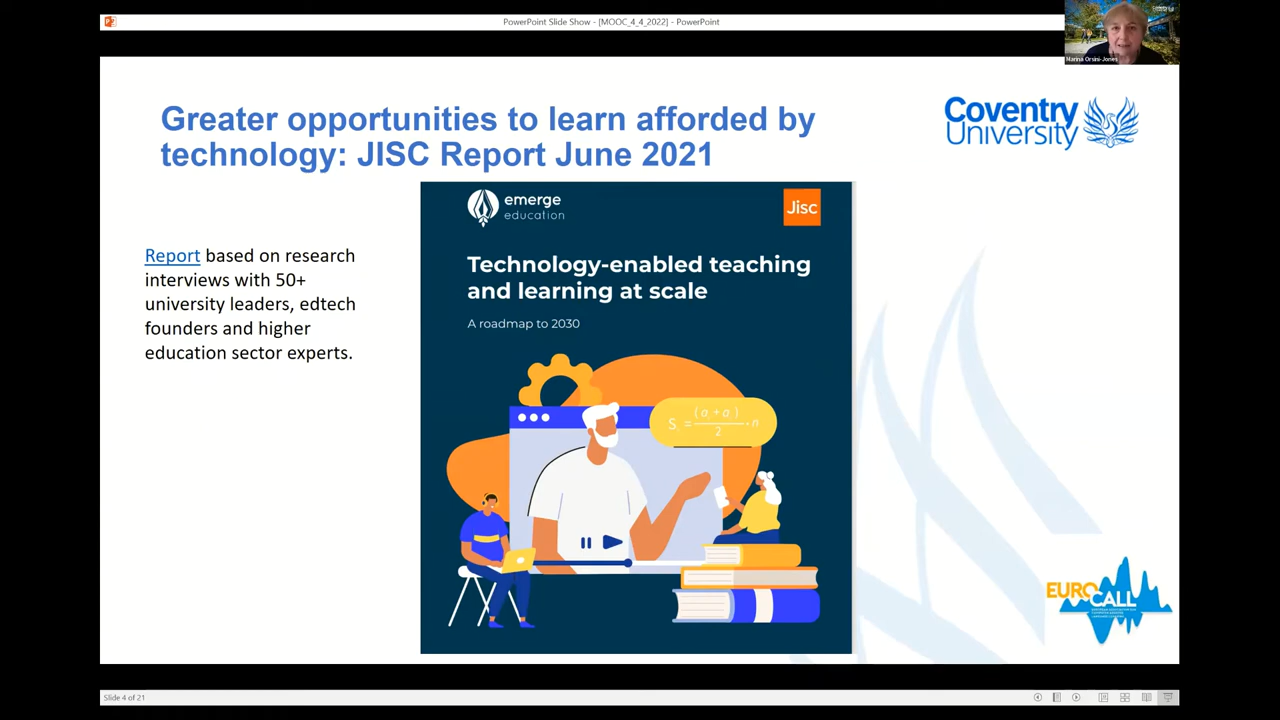 PowerPoint Slide Show - [MOOC_4_4_2022] - PowerPoint
Marina Orsini-Jones
Greater opportunities to learn afforded by
technology: JISC Report June 2021
Coventry
University
Report based on research
interviews with 50+
university leaders, edtech
founders and higher
education sector experts.
emerge
education
Jisc
Technology-enabled teaching
and learning at scale
A roadmap to 2030
EUROCALL
Slide 4 of 21